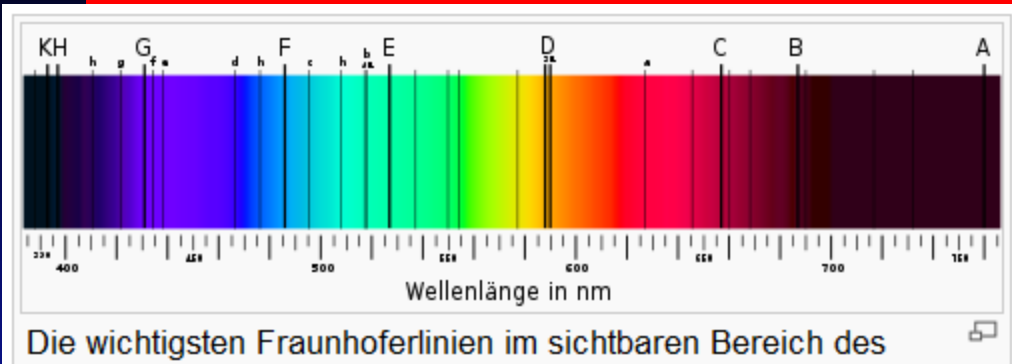 KH G F E D C B A
h g f e d h c h b a
400 500 600 700
Wellenlänge in nm
Die wichtigsten Fraunhoferlinien im sichtbaren Bereich des